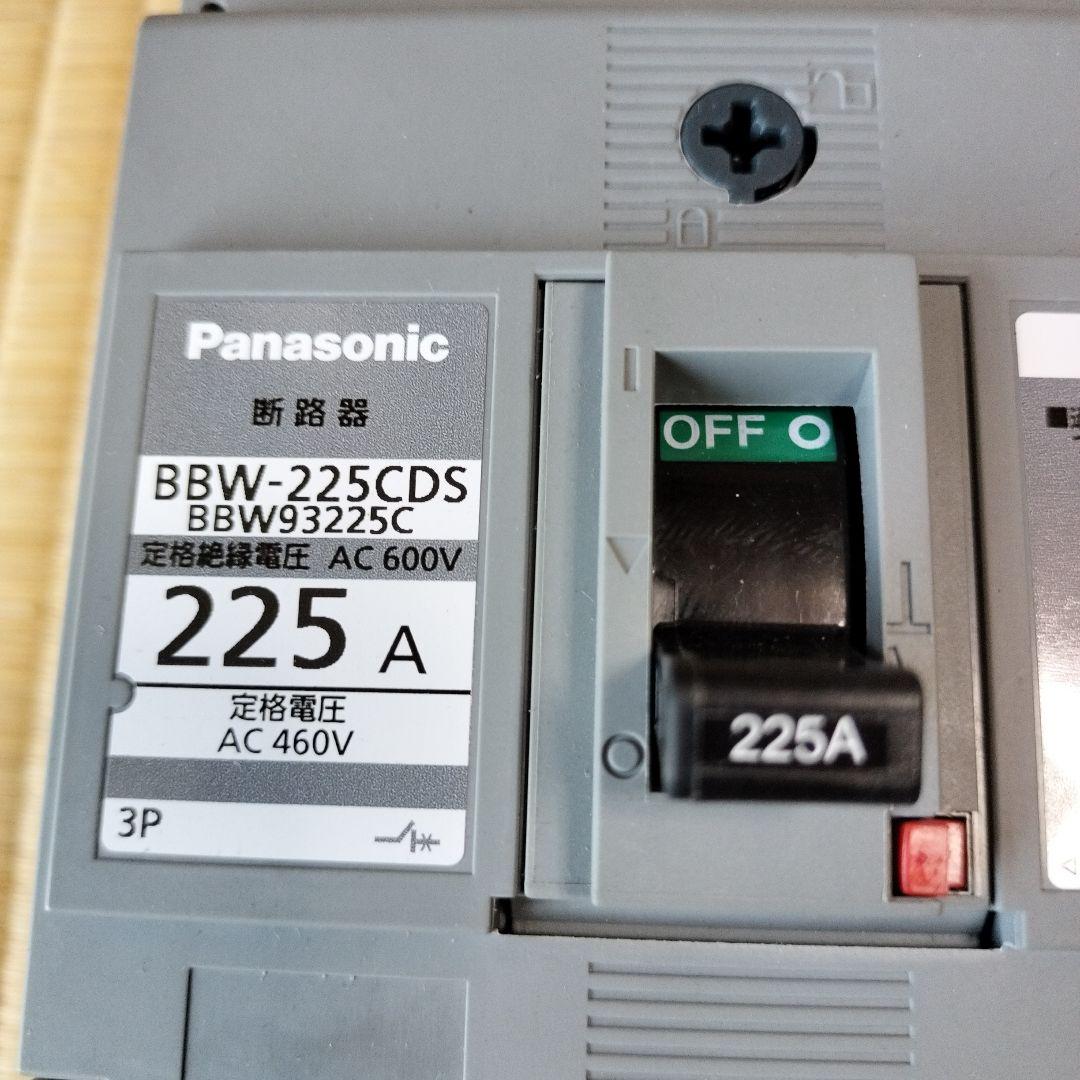 Panasonic
断路器
BBW-225CDS
BBW93225C
定格絶縁電圧 AC 600V
225 A
定格電圧
AC 460V
3P
OFF O
225A